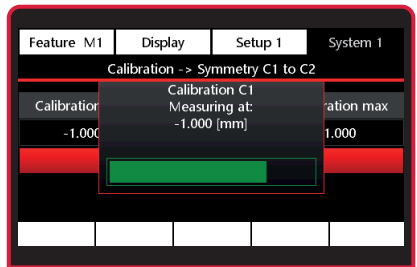 Feature M1 Display Setup 1 System 1
Calibration -> Symmetry C1 to C2
Calibration C1
Measuring at:
-1.000 [mm]
Calibration
ration max
-1.000
1.000